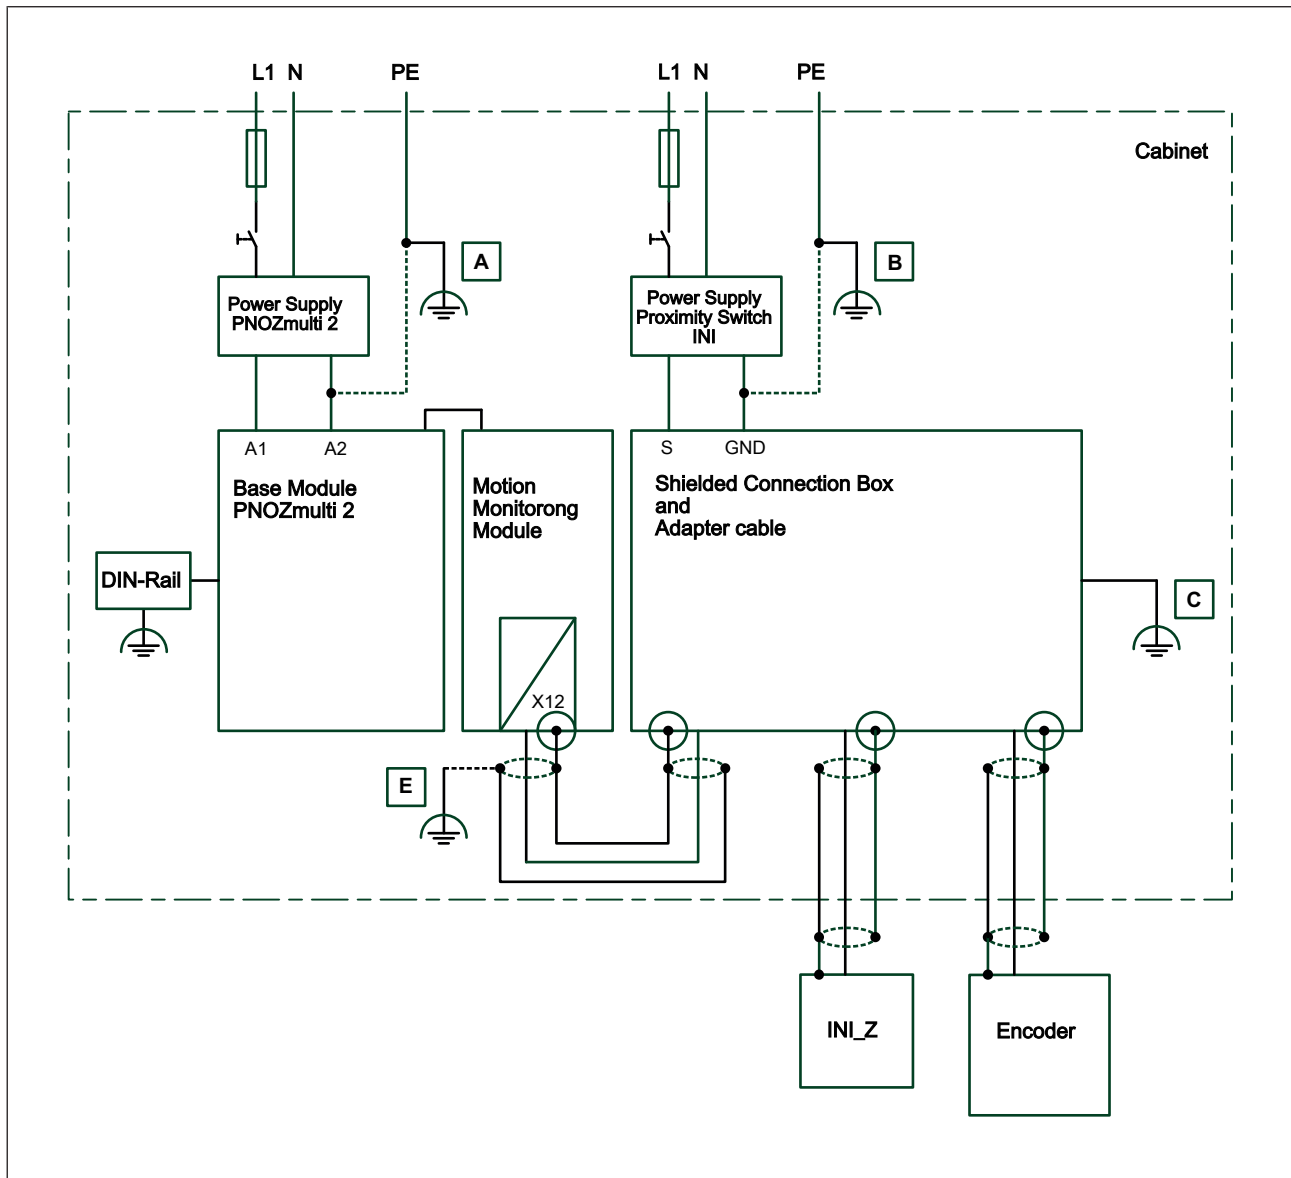 L1 N PE L1 N PE
Cabinet
A
B
Power Supply
PNOZmulti 2
Power Supply
Proximity Switch
INI
A1 A2
S GND
Base Module
PNOZmulti 2
Motion
Monitorong
Module
Shielded Connection Box
and
Adapter cable
DIN-Rail
C
X12
E
INI_Z
Encoder